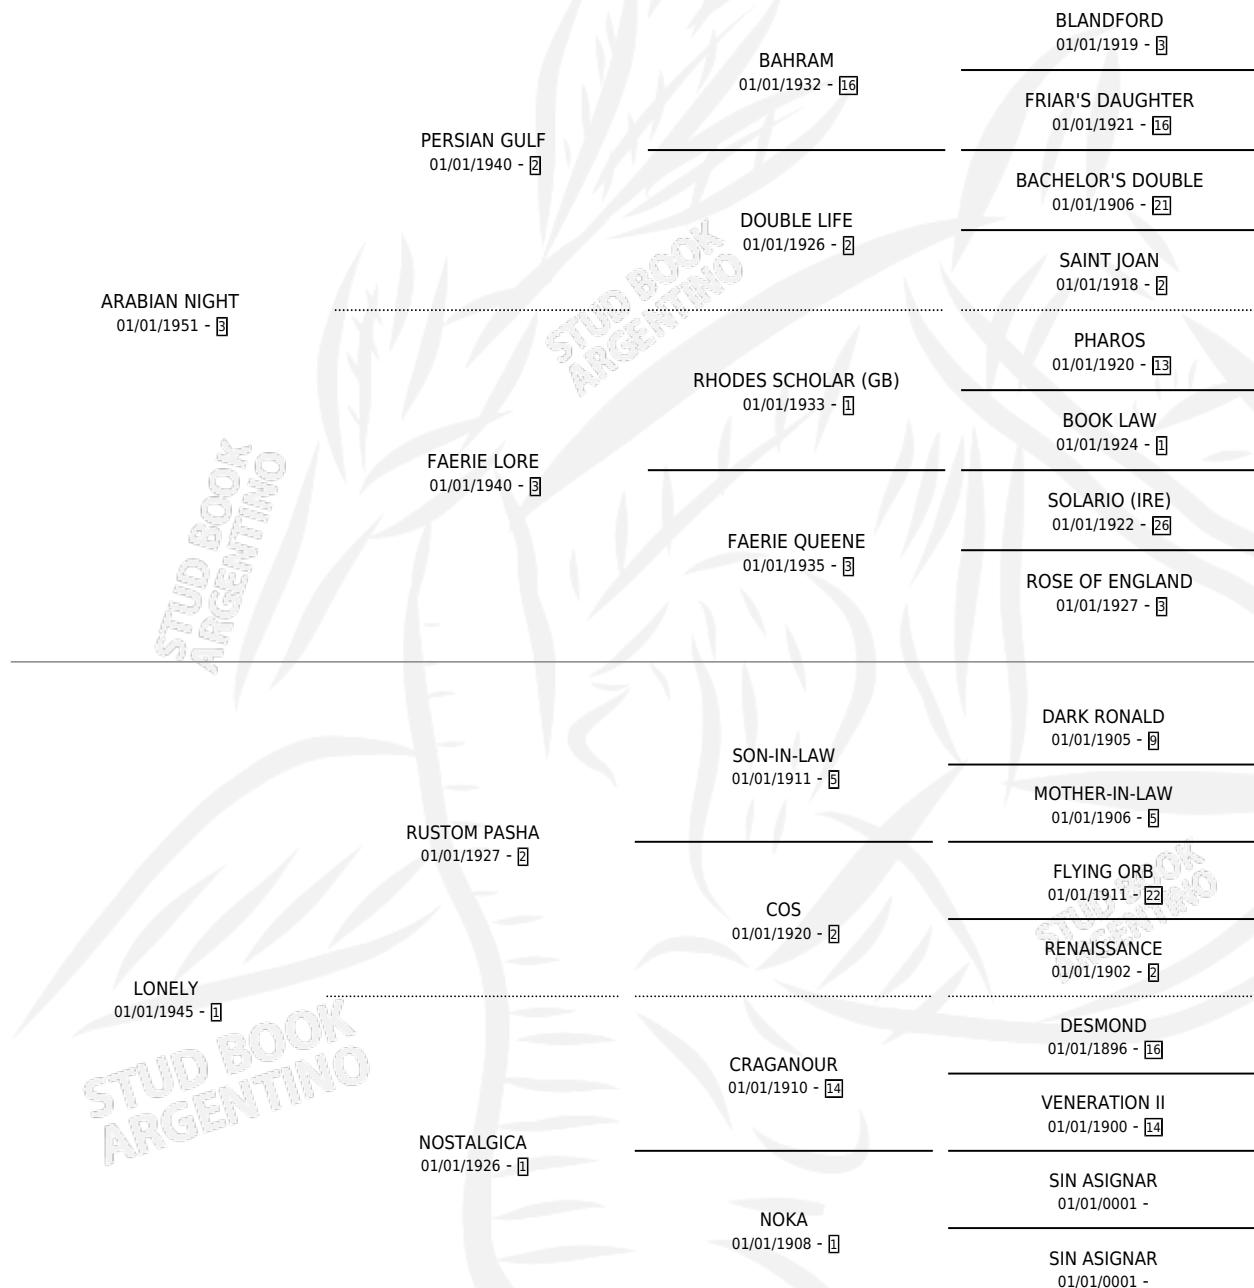 BLANDFORD
01/01/1919 - 3
BAHRAM
01/01/1932 - 16
FRIAR'S DAUGHTER
01/01/1921 - 16
PERSIAN GULF
01/01/1940 - 2
BACHELOR'S DOUBLE
01/01/1906 - 21
DOUBLE LIFE
01/01/1926 - 2
SAINT JOAN
01/01/1918 - 2
ARABIAN NIGHT
01/01/1951 - 3
PHAROS
01/01/1920 - 13
RHODES SCHOLAR (GB)
01/01/1933 - 1
BOOK LAW
01/01/1924 - 1
FAERIE LORE
01/01/1940 - 3
SOLARIO (IRE)
01/01/1922 - 26
FAERIE QUEENE
01/01/1935 - 3
ROSE OF ENGLAND
01/01/1927 - 3
DARK RONALD
01/01/1905 - 9
SON-IN-LAW
01/01/1911 - 5
MOTHER-IN-LAW
01/01/1906 - 5
RUSTOM PASHA
01/01/1927 - 2
FLYING ORB
01/01/1911 - 22
COS
01/01/1920 - 2
RENAISSANCE
01/01/1902 - 2
LONELY
01/01/1945 - 1
DESMOND
01/01/1896 - 16
CRAGANOUR
01/01/1910 - 14
VENERATION II
01/01/1900 - 14
NOSTALGICA
01/01/1926 - 1
SIN ASIGNAR
01/01/0001 -
NOKA
01/01/1908 - 1
SIN ASIGNAR
01/01/0001 -
STUD BOOK
ARGENTINO
STUD BOOK
ARGENTINO
STUD BOOK
ARGENTINO
STUD BOOK
ARGENTINO